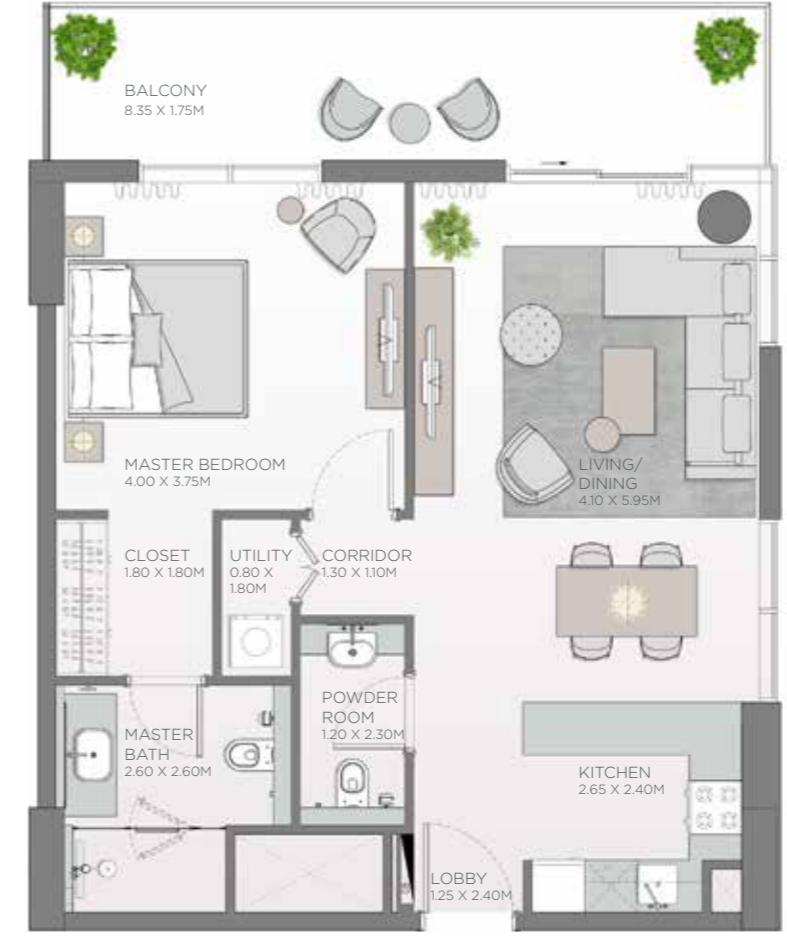 BALCONY
8.35 X 1.75M
MASTER BEDROOM
4.00 X 3.75M
LIVING/
DINING
4.10 X 5.95M
CLOSET
1.80 X 1.80M
UTILITY
0.80 X
1.80M
CORRIDOR
1.30 X 1.10M
POWDER
ROOM
1.20 X 2.30M
MASTER
BATH
2.60 X 2.60M
KITCHEN
2.65 X 2.40M
LOBBY
1.25 X 2.40M